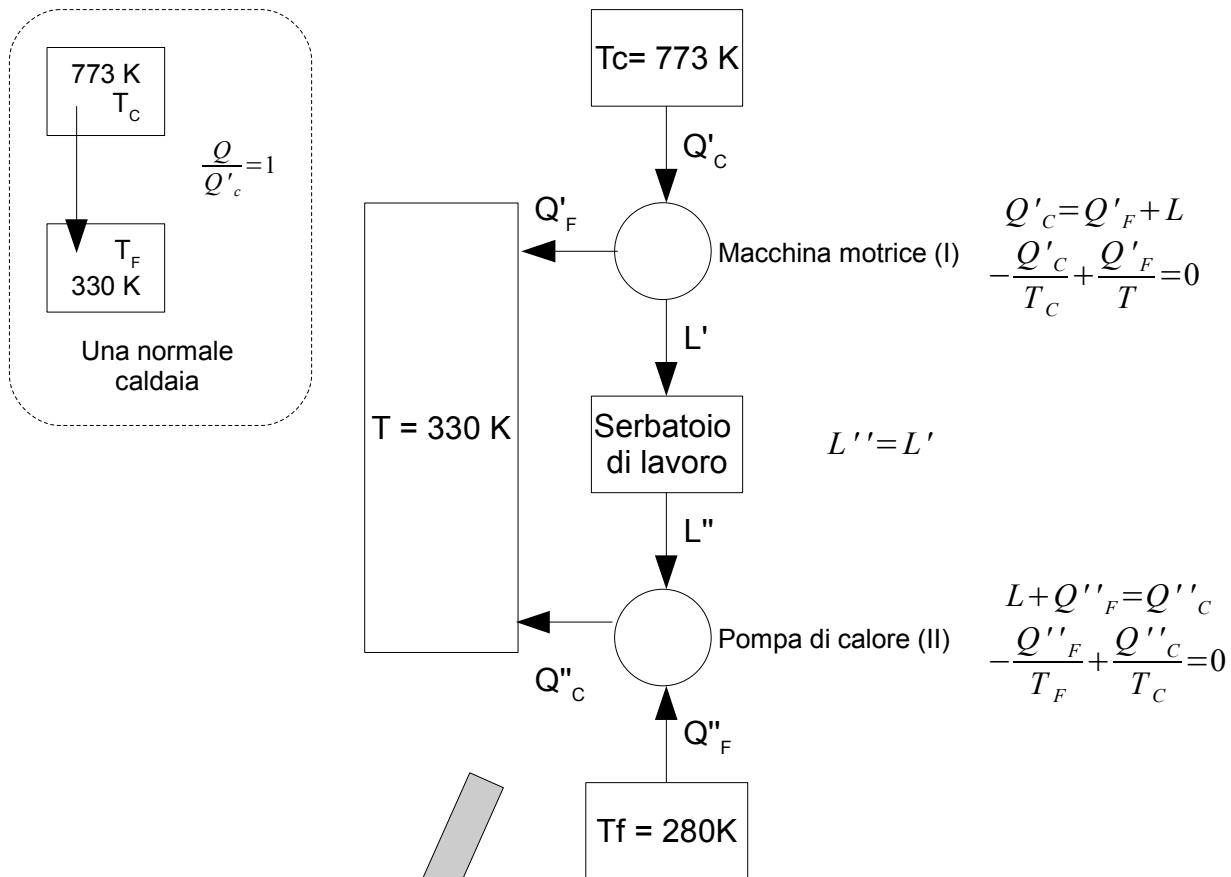 773 K
T_C
Q/Q'_c=1
T_F
330 K
Una normale
caldaia
Tc= 773 K
Q'_C
Q'_F
Macchina motrice (I)
Q'_C=Q'_F+L
-Q'_C/T_C+Q'_F/T=0
L'
T = 330 K
Serbatoio
di lavoro
L''=L'
L"
Pompa di calore (II)
L+Q''_F=Q''_C
-Q''_F/T_F+Q''_C/T_C=0
Q"_C
Q"_F
Tf = 280K